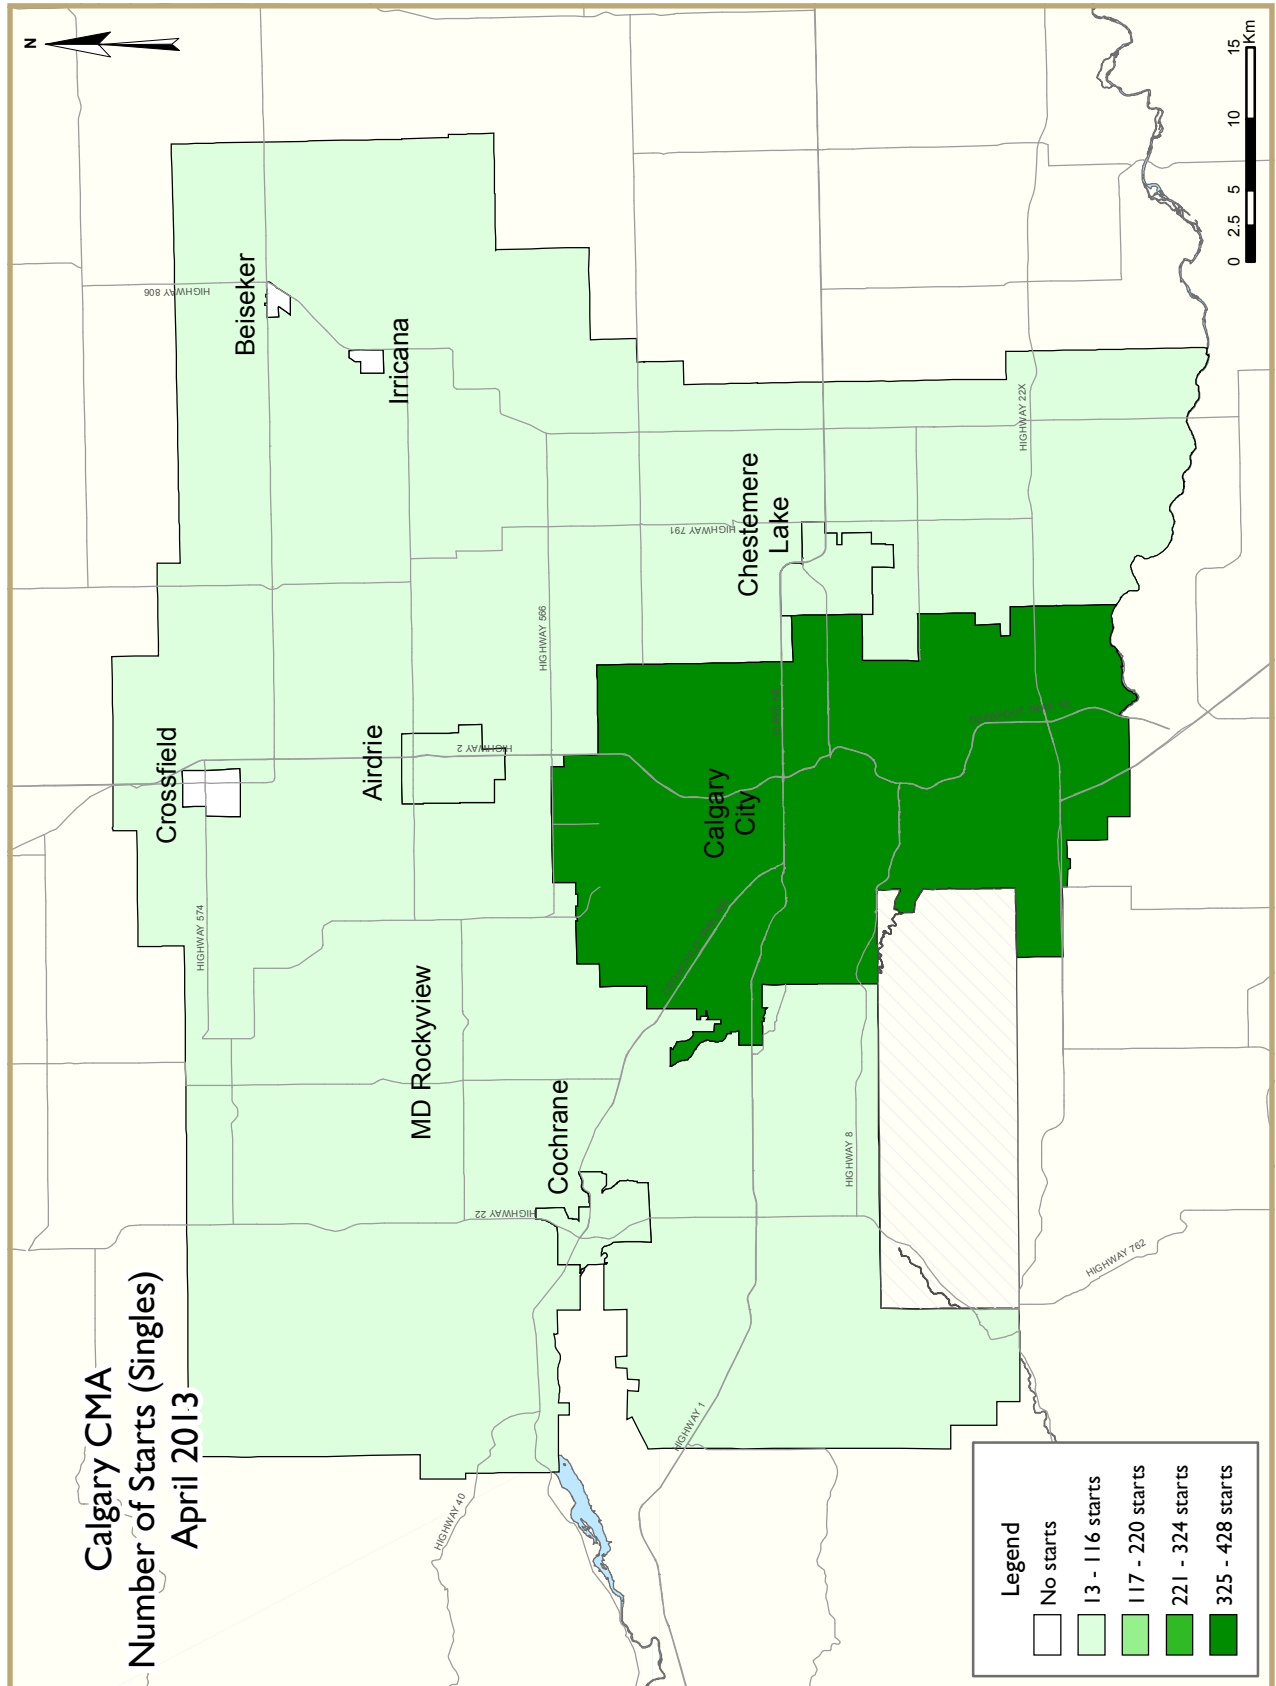 Calgary CMA
Number of Starts (Singles)
April 2013
N
HIGHWAY 806
Beiseker
Irricana
Crossfield
HIGHWAY 574
Airdrie
HIGHWAY 2
HIGHWAY 566
MD Rockyview
Cochrane
HIGHWAY 22
HIGHWAY 40
HIGHWAY 791
Chestemere
Lake
HIGHWAY 22X
Calgary
City
HIGHWAY 8
HIGHWAY 1
HIGHWAY 762
Legend
No starts
13 - 116 starts
117 - 220 starts
221 - 324 starts
325 - 428 starts
0 2.5 5 10 15
Km